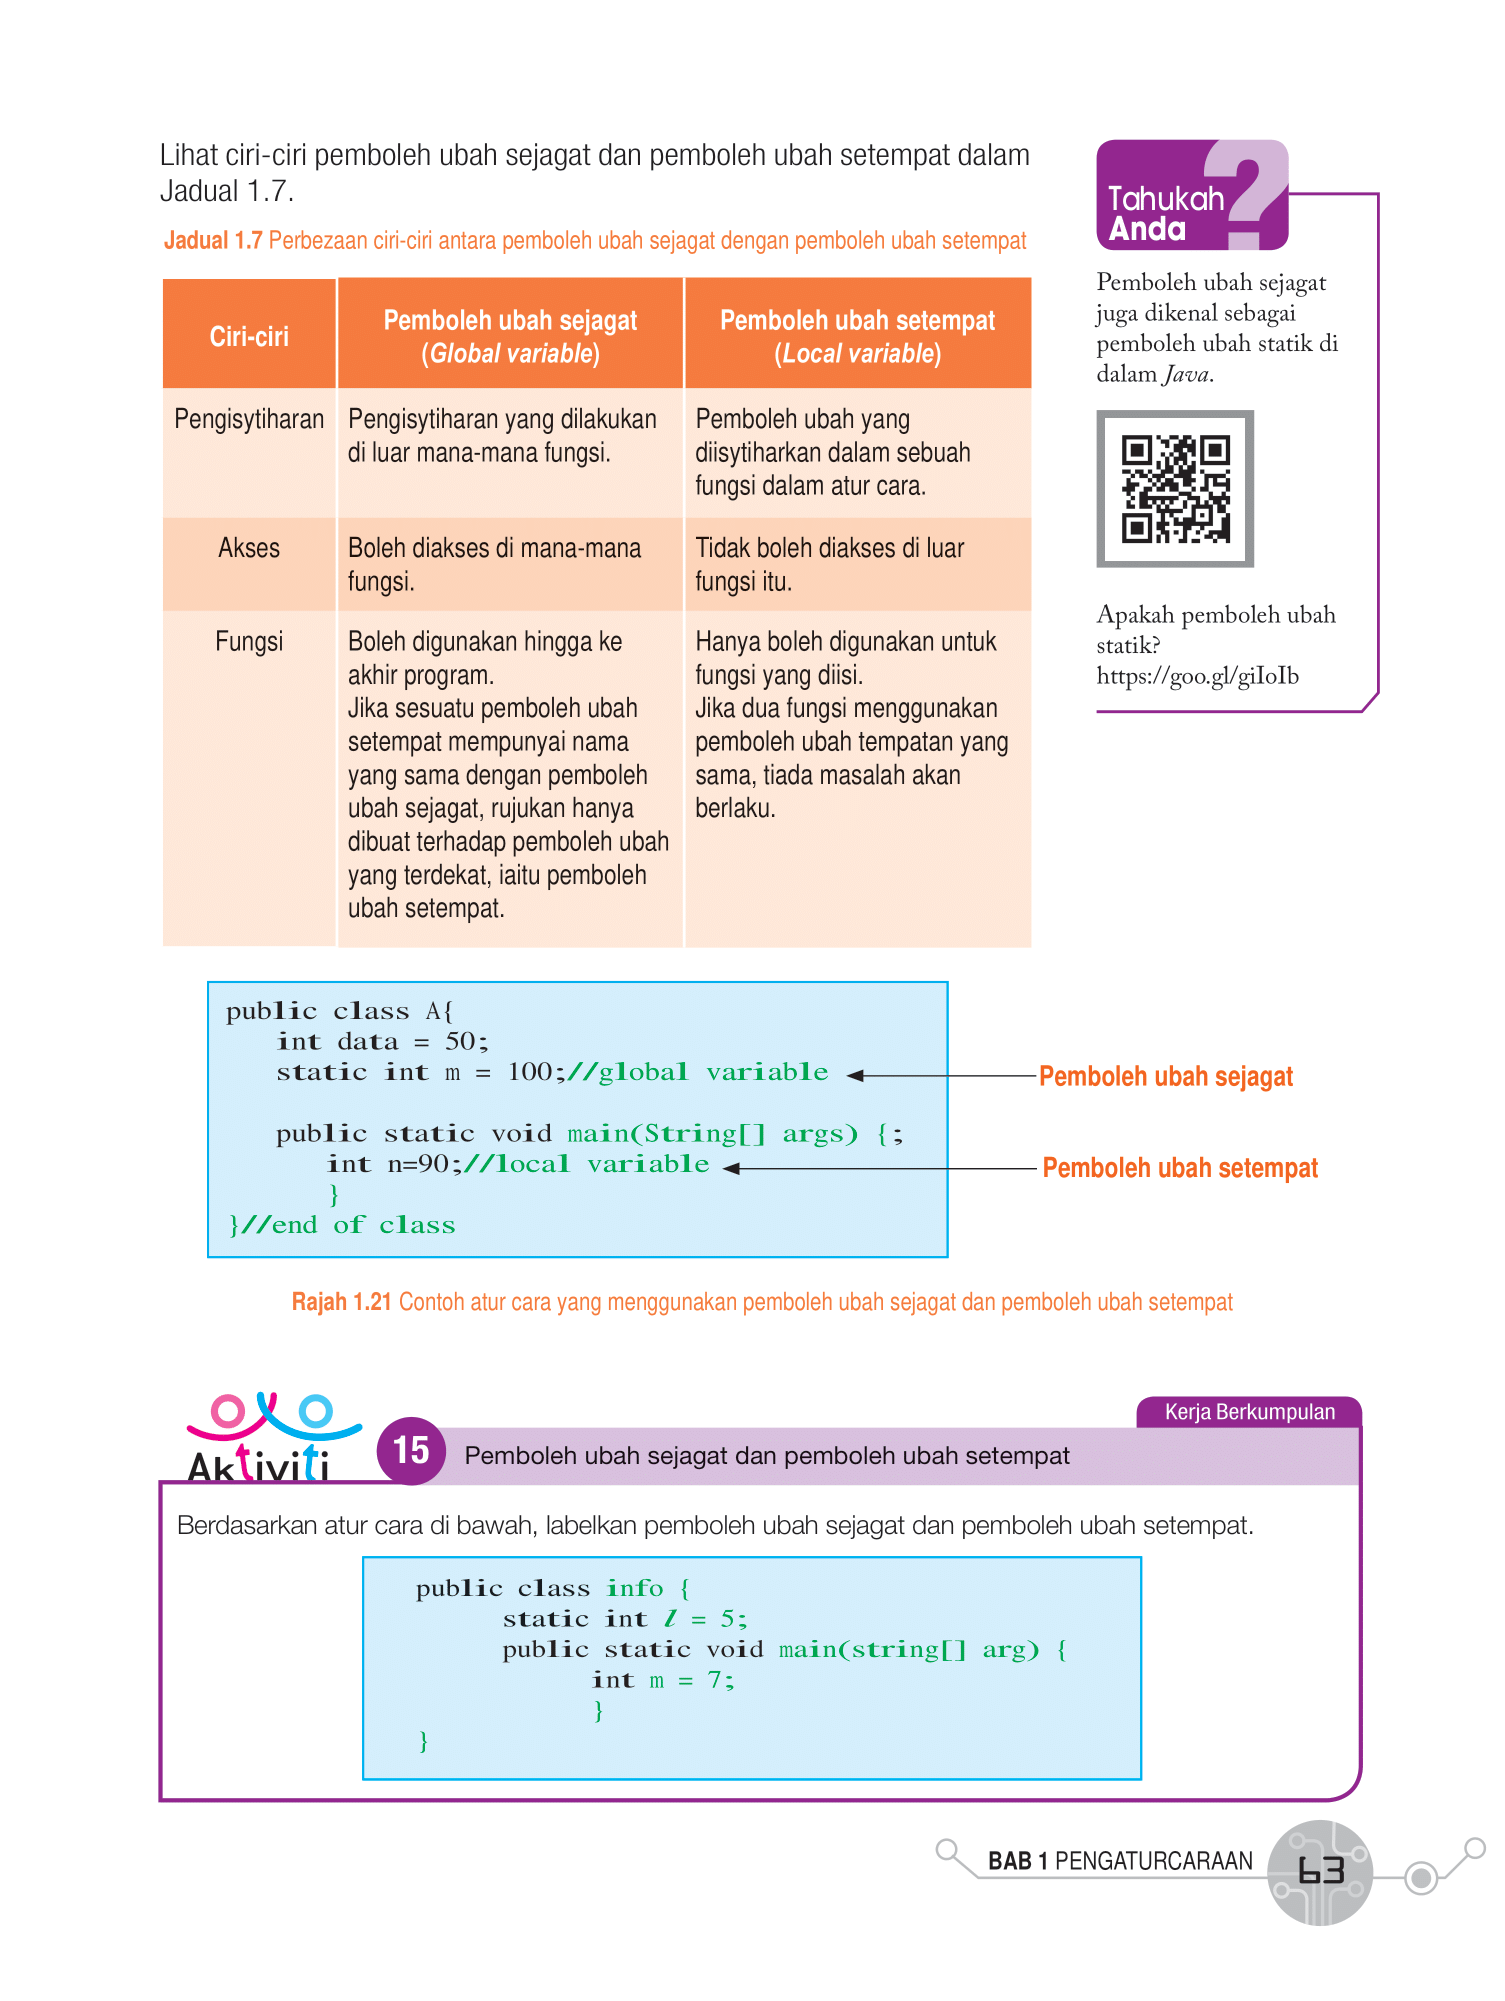 Lihat ciri-ciri pemboleh ubah sejagat dan pemboleh ubah setempat dalam
Jadual 1.7.
Jadual 1.7 Perbezaan ciri-ciri antara pemboleh ubah sejagat dengan pemboleh ubah setempat
Ciri-ciri
Pemboleh ubah sejagat
(Global variable)
Pemboleh ubah setempat
(Local variable)
Pengisytiharan
Pengisytiharan yang dilakukan
di luar mana-mana fungsi.
Pemboleh ubah yang
diisytiharkan dalam sebuah
fungsi dalam atur cara.
Akses
Boleh diakses di mana-mana
fungsi.
Tidak boleh diakses di luar
fungsi itu.
Fungsi
Boleh digunakan hingga ke
akhir program.
Jika sesuatu pemboleh ubah
setempat mempunyai nama
yang sama dengan pemboleh
ubah sejagat, rujukan hanya
dibuat terhadap pemboleh ubah
yang terdekat, iaitu pemboleh
ubah setempat.
Hanya boleh digunakan untuk
fungsi yang diisi.
Jika dua fungsi menggunakan
pemboleh ubah tempatan yang
sama, tiada masalah akan
berlaku.
Tahukah
Anda
?
Pemboleh ubah sejagat
juga dikenal sebagai
pemboleh ubah statik di
dalam Java.
Apakah pemboleh ubah
statik?
https://goo.gl/giIoIb
public class A{
int data = 50;
static int m = 100;//global variable
Pemboleh ubah sejagat
public static void main(String[] args) {;
int n=90;//local variable
Pemboleh ubah setempat
}
}//end of class
Rajah 1.21 Contoh atur cara yang menggunakan pemboleh ubah sejagat dan pemboleh ubah setempat
Kerja Berkumpulan
Aktiviti
15
Pemboleh ubah sejagat dan pemboleh ubah setempat
Berdasarkan atur cara di bawah, labelkan pemboleh ubah sejagat dan pemboleh ubah setempat.
public class info {
static int l = 5;
public static void main(string[] arg) {
int m = 7;
}
}
BAB 1 PENGATURCARAAN
63